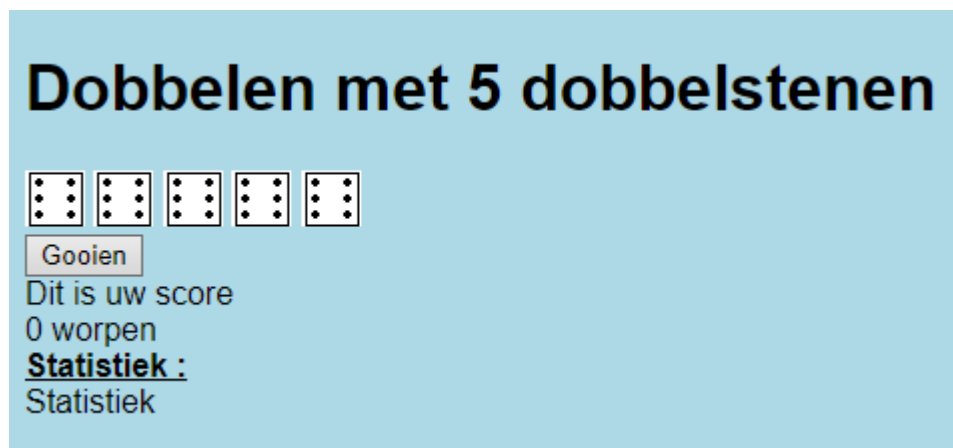 Dobbelen met 5 dobbelstenen
Gooien
Dit is uw score
0 worpen
Statistiek :
Statistiek